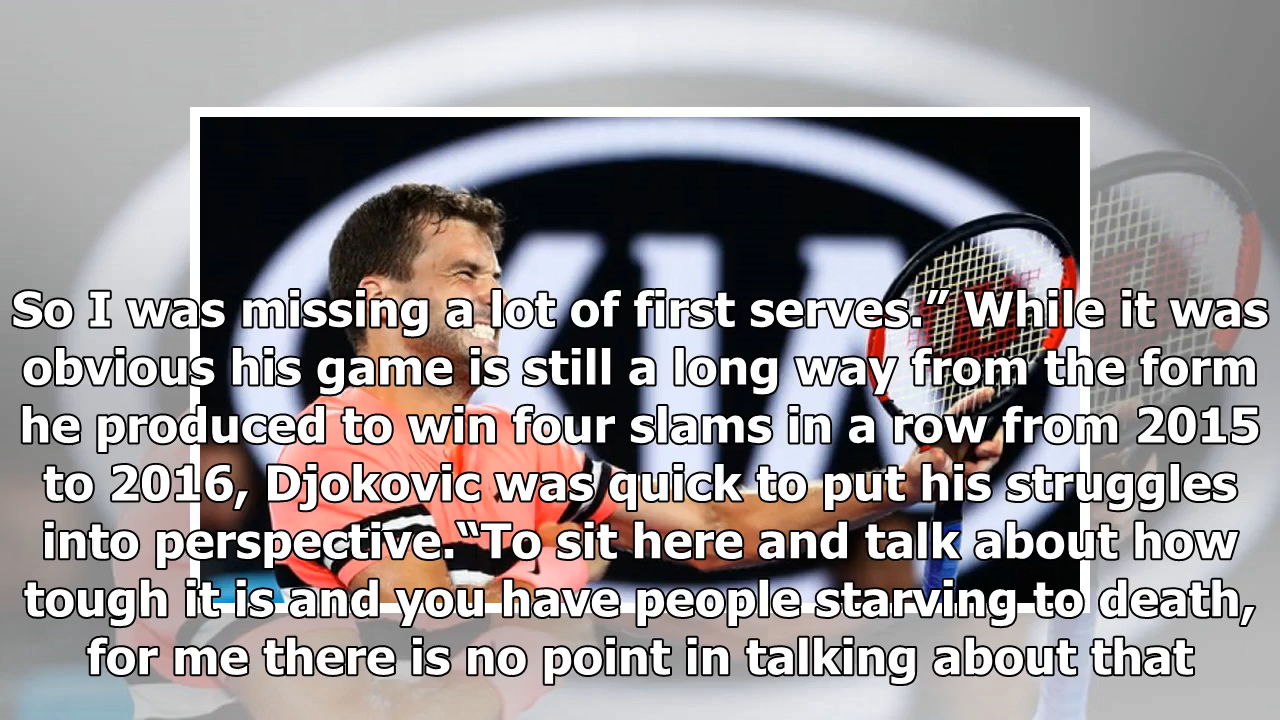 KIA
So I was missing a lot of first serves.” While it was
obvious his game is still a long way from the form
he produced to win four slams in a row from 2015
to 2016, Djokovic was quick to put his struggles
into perspective.“To sit here and talk about how
tough it is and you have people starving to death,
for me there is no point in talking about that